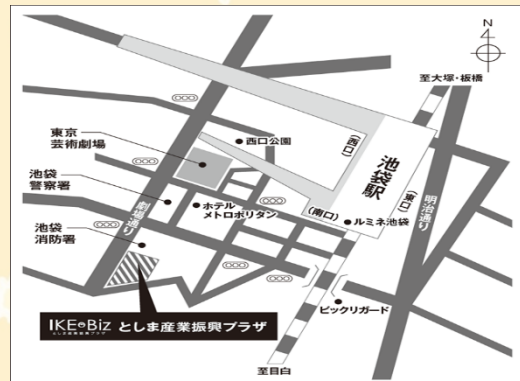 N
至大塚・板橋
東京
芸術劇場
西口公園
(西口)
池袋駅
(東口)
明治通り
池袋
警察署
劇場通り
ホテル
メトロポリタン
(南口)
ルミネ池袋
池袋
消防署
ビックリガード
IKE・Biz としま産業振興プラザ
至目白